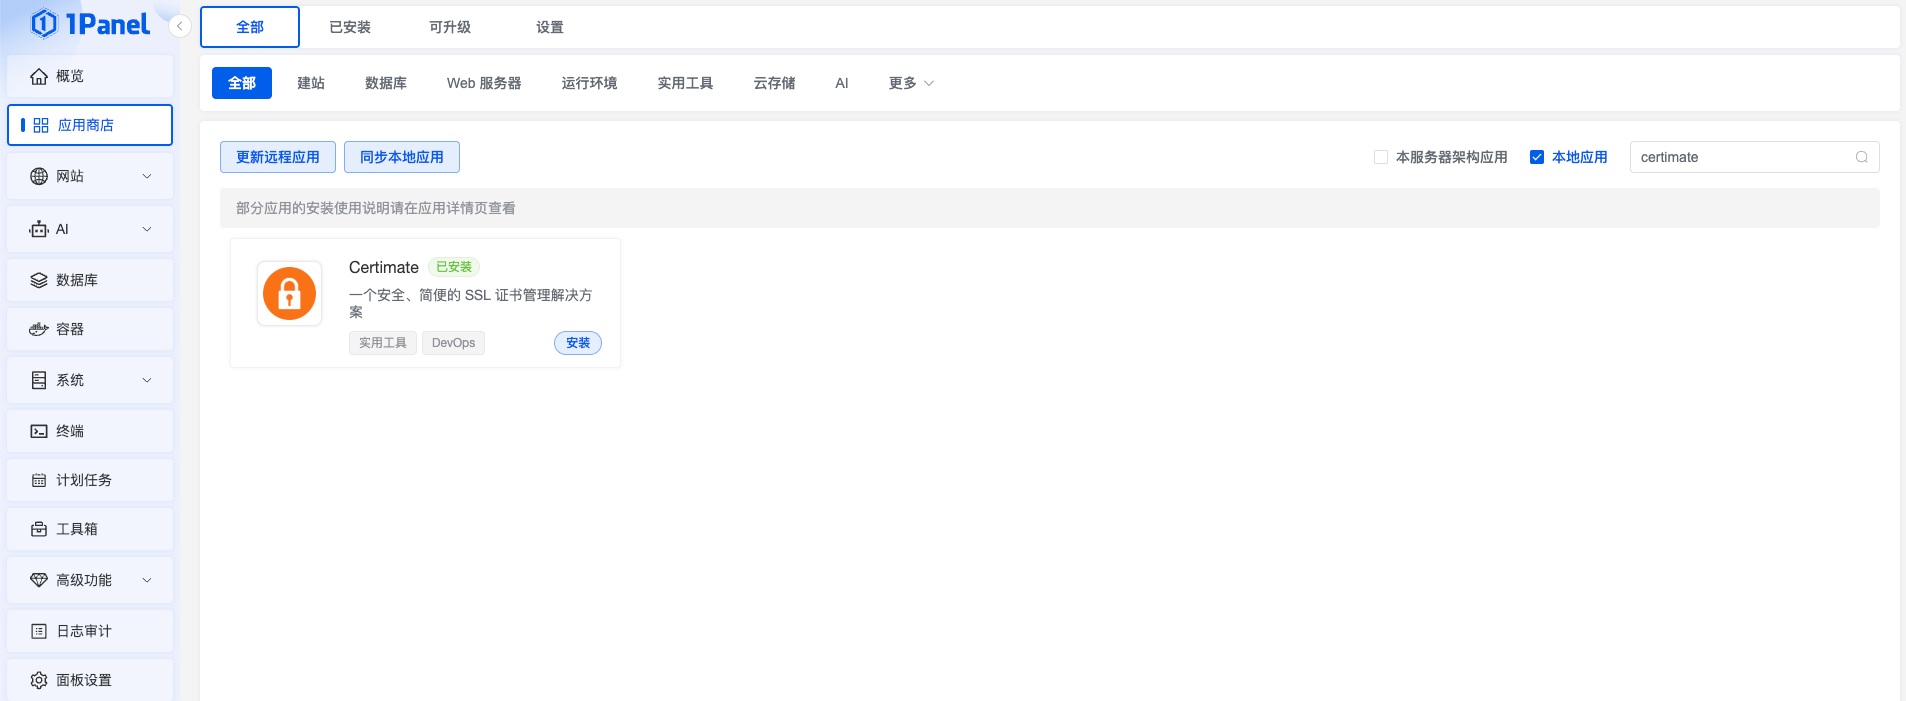 1Panel
概览
应用商店
网站
AI
数据库
容器
系统
终端
计划任务
工具箱
高级功能
日志审计
面板设置
全部 已安装 可升级 设置
全部 建站 数据库 Web 服务器 运行环境 实用工具 云存储 AI 更多
更新远程应用 同步本地应用 本服务器架构应用 本地应用 certimate
部分应用的安装使用说明请在应用详情页查看
Certimate 已安装
一个安全、简便的 SSL 证书管理解决方
案
实用工具 DevOps 安装